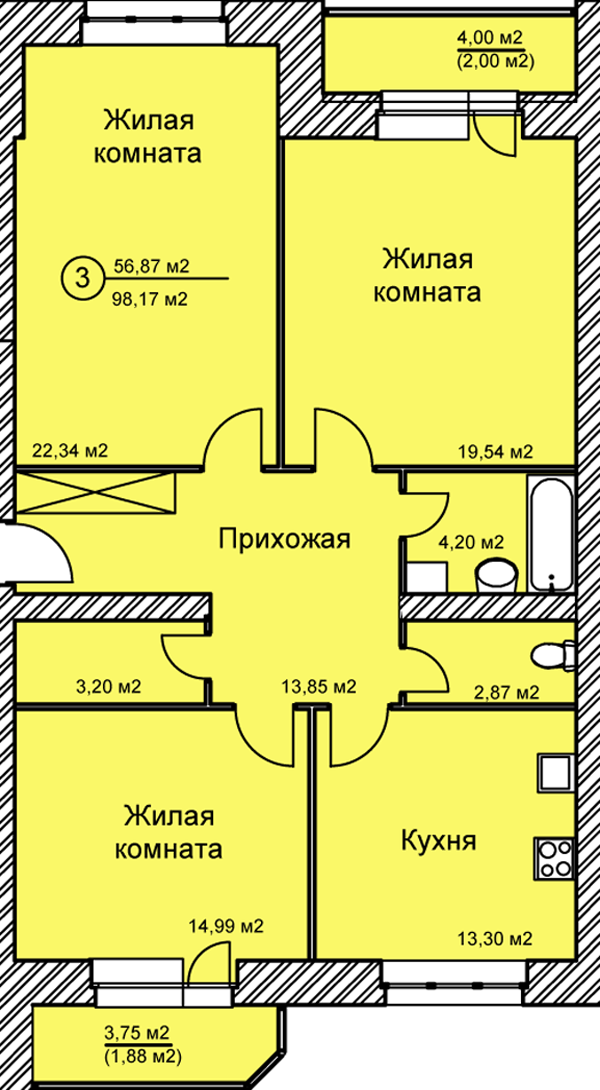 4,00 м2
(2,00 м2)
Жилая
комната
Жилая
комната
3
56,87 м2
98,17 м2
22,34 м2
19,54 м2
Прихожая
4,20 м2
3,20 м2
13,85 м2
2,87 м2
Жилая
комната
Кухня
14,99 м2
13,30 м2
3,75 м2
(1,88 м2)